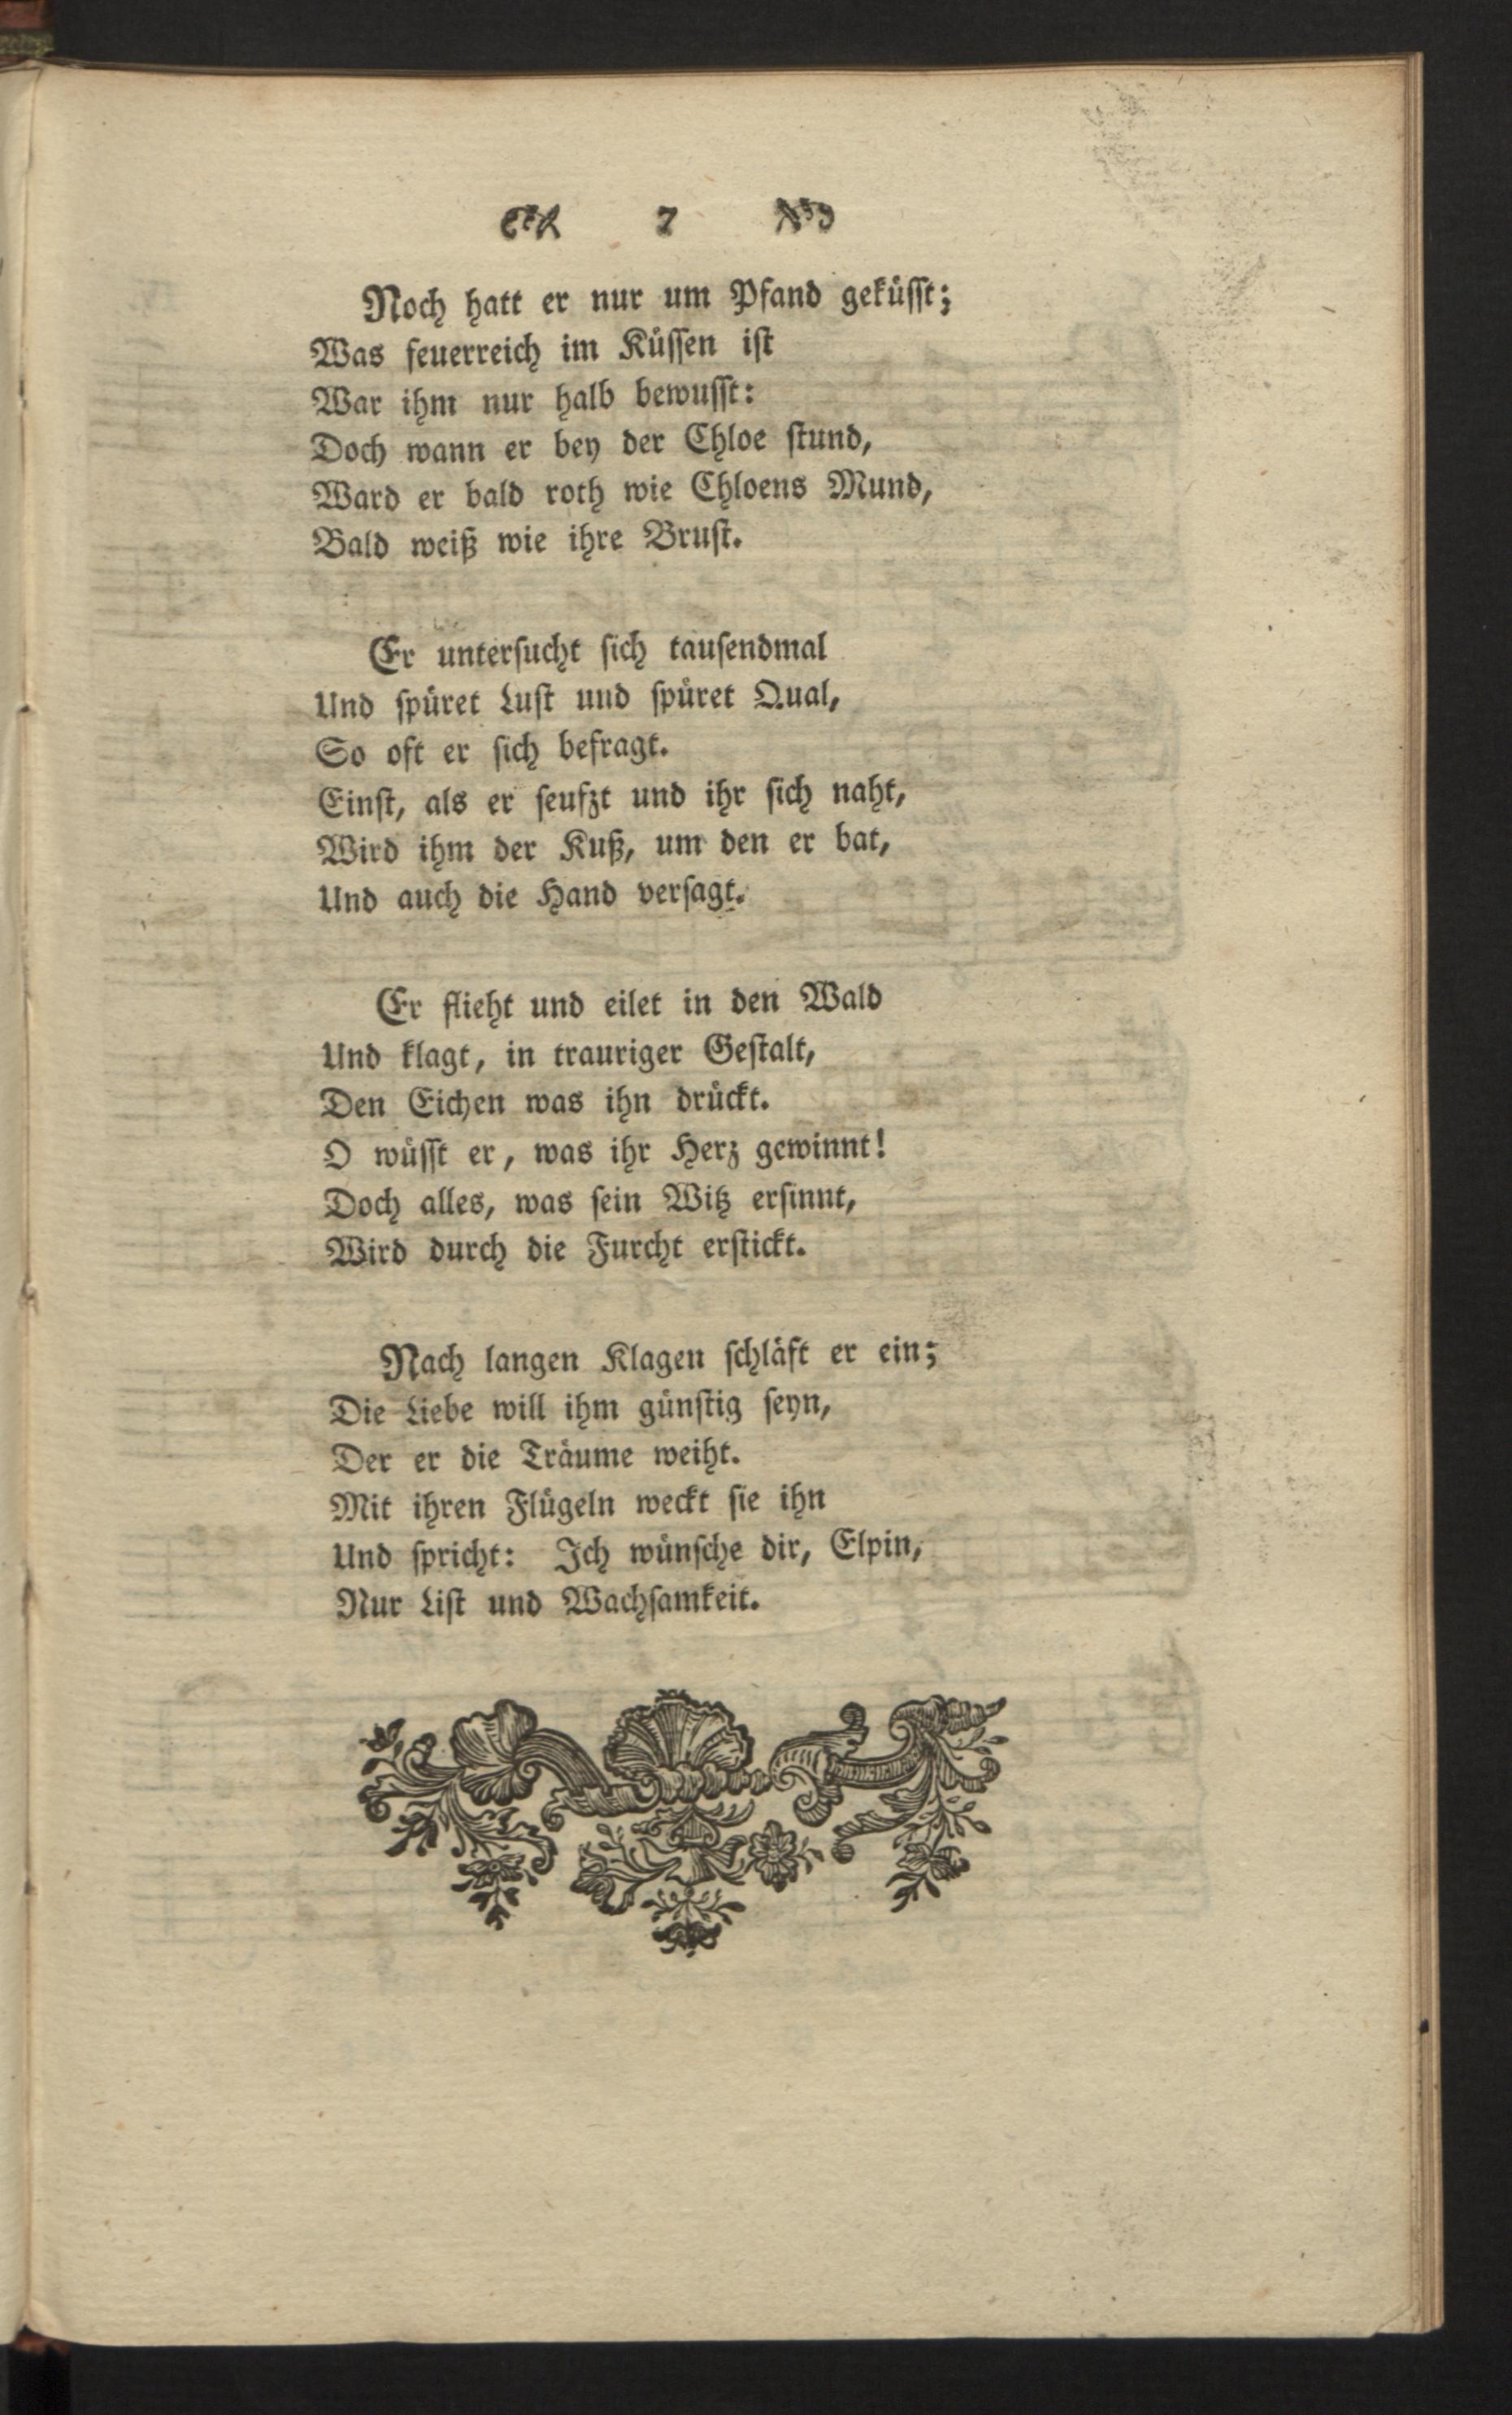 7
Noch hatt er nur um Pfand geküsst;
Was feuerreich im Küssen ist
War ihm nur halb bewusst:
Doch wann er bey der Chloe stund,
Ward er bald roth wie Chloens Mund,
Bald weiß wie ihre Brust.
Er untersucht sich tausendmal
Und spüret Lust und spüret Qual,
So oft er sich befragt.
Einst, als er seufzt und ihr sich naht,
Wird ihm der Kuß, um den er bat,
Und auch die Hand versagt.
Er flieht und eilet in den Wald
Und klagt, in trauriger Gestalt,
Den Eichen was ihn drückt.
O wüsst er, was ihr Herz gewinnt!
Doch alles, was sein Witz ersinnt,
Wird durch die Furcht erstickt.
Nach langen Klagen schläft er ein;
Die Liebe will ihm günstig seyn,
Der er die Träume weiht.
Mit ihren Flügeln weckt sie ihn
Und spricht: Ich wünsche dir, Elpin,
Nur List und Wachsamkeit.